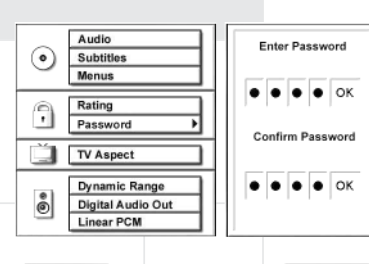 Audio
Subtitles
Menus
Rating
Password
TV Aspect
Dynamic Range
Digital Audio Out
Linear PCM
Enter Password
OK
Confirm Password
OK